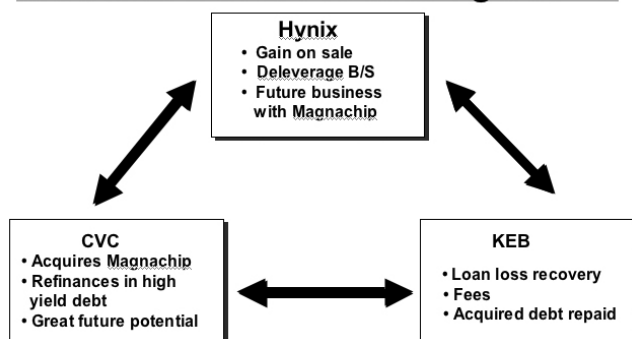 Hynix
• Gain on sale
• Deleverage B/S
• Future business
with Magnachip
CVC
• Acquires Magnachip
• Refinances in high
yield debt
• Great future potential
KEB
• Loan loss recovery
• Fees
• Acquired debt repaid